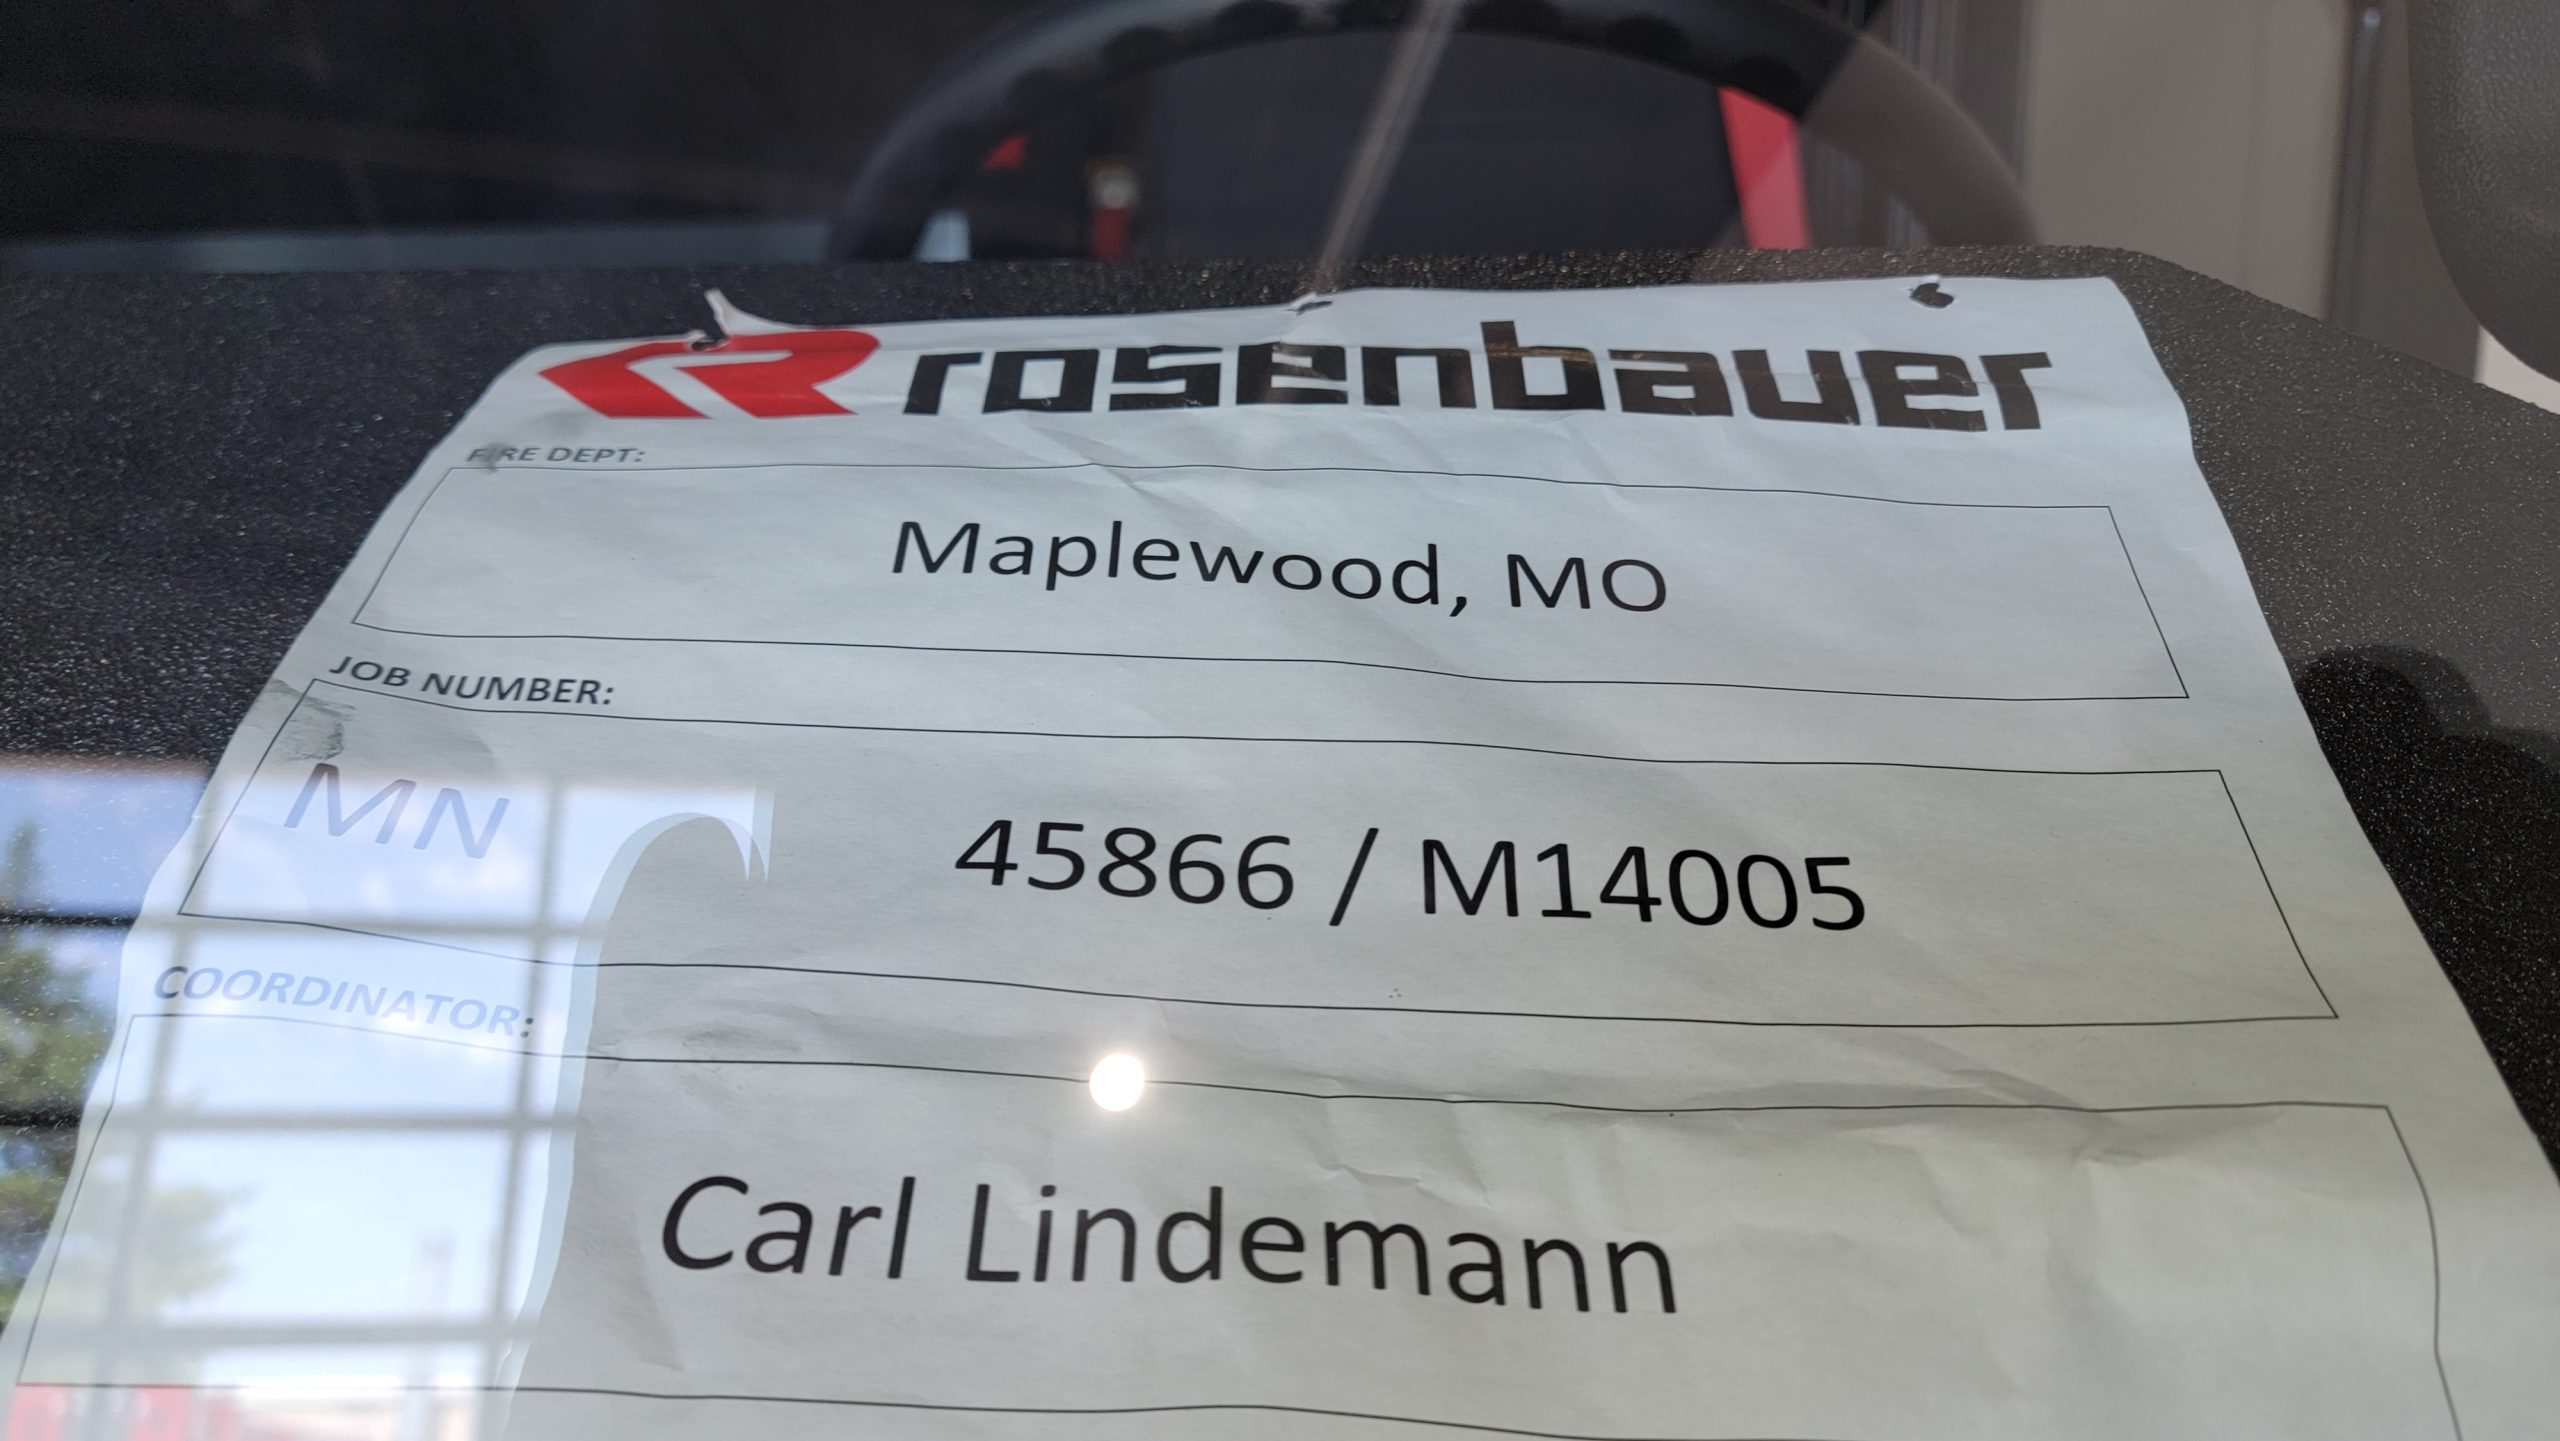 rosenbauer
FIRE DEPT:
Maplewood, MO
JOB NUMBER:
MN 45866 / M14005
COORDINATOR:
Carl Lindemann